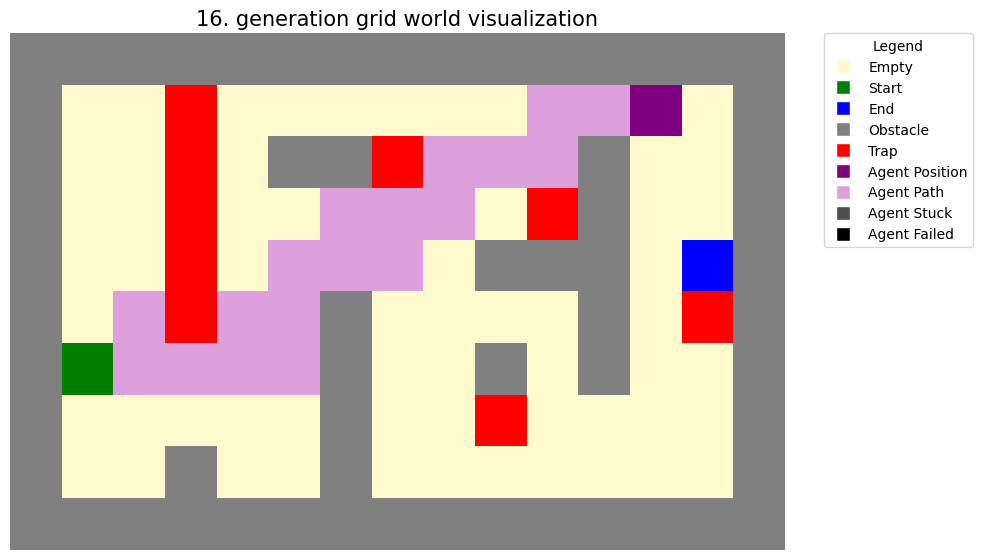 16. generation grid world visualization
Legend
Empty
Start
End
Obstacle
Trap
Agent Position
Agent Path
Agent Stuck
Agent Failed